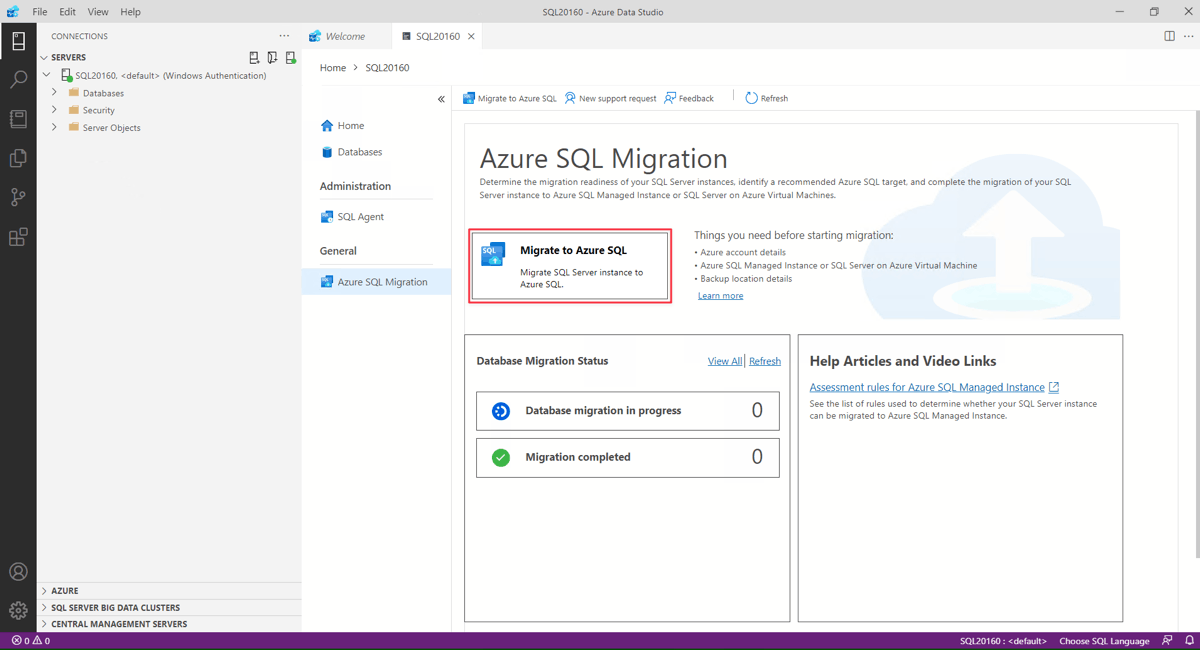 File Edit View Help
SQL20160 - Azure Data Studio
CONNECTIONS
SERVERS
SQL20160, <default> (Windows Authentication)
Databases
Security
Server Objects
AZURE
SQL SERVER BIG DATA CLUSTERS
CENTRAL MANAGEMENT SERVERS
Welcome
SQL20160
Home > SQL20160
Home
Databases
Administration
SQL Agent
General
Azure SQL Migration
Migrate to Azure SQL New support request Feedback Refresh
Azure SQL Migration
Determine the migration readiness of your SQL Server instances, identify a recommended Azure SQL target, and complete the migration of your SQL
Server instance to Azure SQL Managed Instance or SQL Server on Azure Virtual Machines.
SQL
Migrate to Azure SQL
Migrate SQL Server instance to
Azure SQL.
Things you need before starting migration:
• Azure account details
• Azure SQL Managed Instance or SQL Server on Azure Virtual Machine
• Backup location details
Learn more
Database Migration Status
View All | Refresh
Database migration in progress 0
Migration completed 0
Help Articles and Video Links
Assessment rules for Azure SQL Managed Instance
See the list of rules used to determine whether your SQL Server instance
can be migrated to Azure SQL Managed Instance.
0 0
SQL20160 : <default> Choose SQL Language